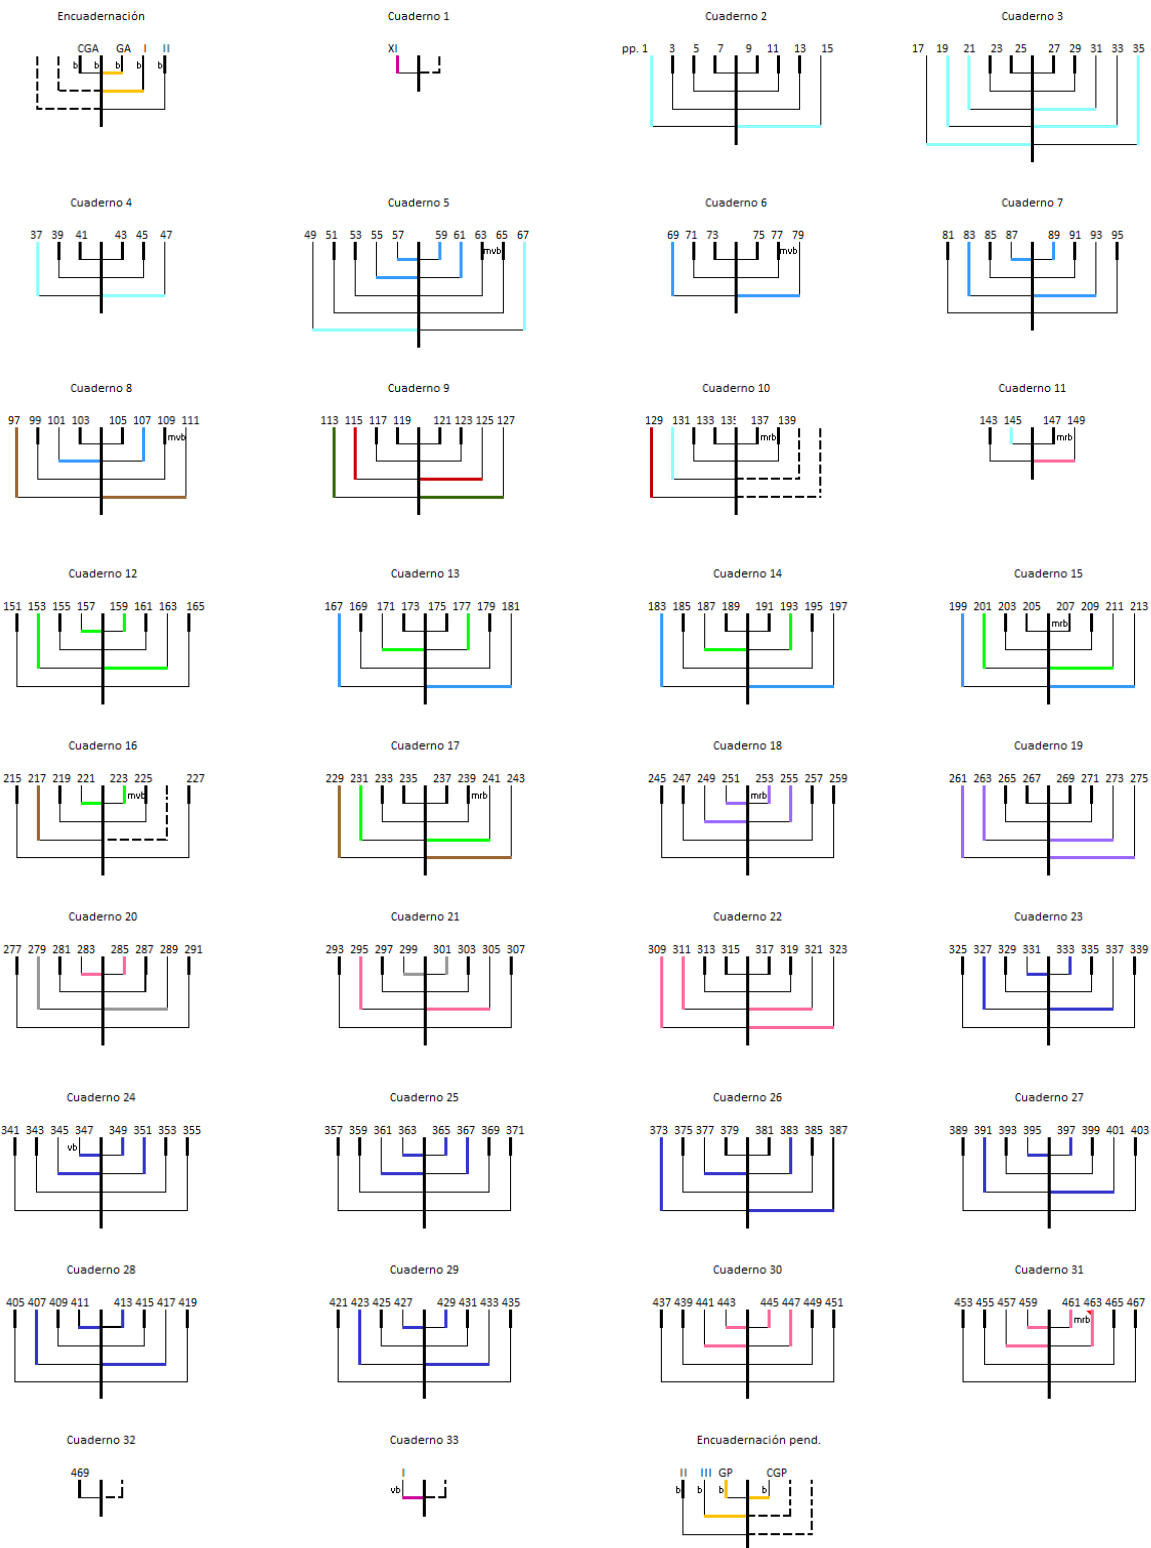 Encuadernación Cuaderno 1 Cuaderno 2 Cuaderno 3
CGA GA I II XI pp. 1 3 5 7 9 11 13 15 17 19 21 23 25 27 29 31 33 35
b b b b b
Cuaderno 4 Cuaderno 5 Cuaderno 6 Cuaderno 7
37 39 41 43 45 47 49 51 53 55 57 59 61 63 65 67 69 71 73 75 77 79 81 83 85 87 89 91 93 95
mvb mvb
Cuaderno 8 Cuaderno 9 Cuaderno 10 Cuaderno 11
97 99 101 103 105 107 109 111 113 115 117 119 121 123 125 127 129 131 133 135 137 139 143 145 147 149
mvb mrb mrb
Cuaderno 12 Cuaderno 13 Cuaderno 14 Cuaderno 15
151 153 155 157 159 161 163 165 167 169 171 173 175 177 179 181 183 185 187 189 191 193 195 197 199 201 203 205 207 209 211 213
mrb
Cuaderno 16 Cuaderno 17 Cuaderno 18 Cuaderno 19
215 217 219 221 223 225 227 229 231 233 235 237 239 241 243 245 247 249 251 253 255 257 259 261 263 265 267 269 271 273 275
mvb mrb mrb
Cuaderno 20 Cuaderno 21 Cuaderno 22 Cuaderno 23
277 279 281 283 285 287 289 291 293 295 297 299 301 303 305 307 309 311 313 315 317 319 321 323 325 327 329 331 333 335 337 339
Cuaderno 24 Cuaderno 25 Cuaderno 26 Cuaderno 27
341 343 345 347 349 351 353 355 357 359 361 363 365 367 369 371 373 375 377 379 381 383 385 387 389 391 393 395 397 399 401 403
vb
Cuaderno 28 Cuaderno 29 Cuaderno 30 Cuaderno 31
405 407 409 411 413 415 417 419 421 423 425 427 429 431 433 435 437 439 441 443 445 447 449 451 453 455 457 459 461 463 465 467
mrb
Cuaderno 32 Cuaderno 33 Encuadernación pend.
469 I II III GP CGP
vb b b b b